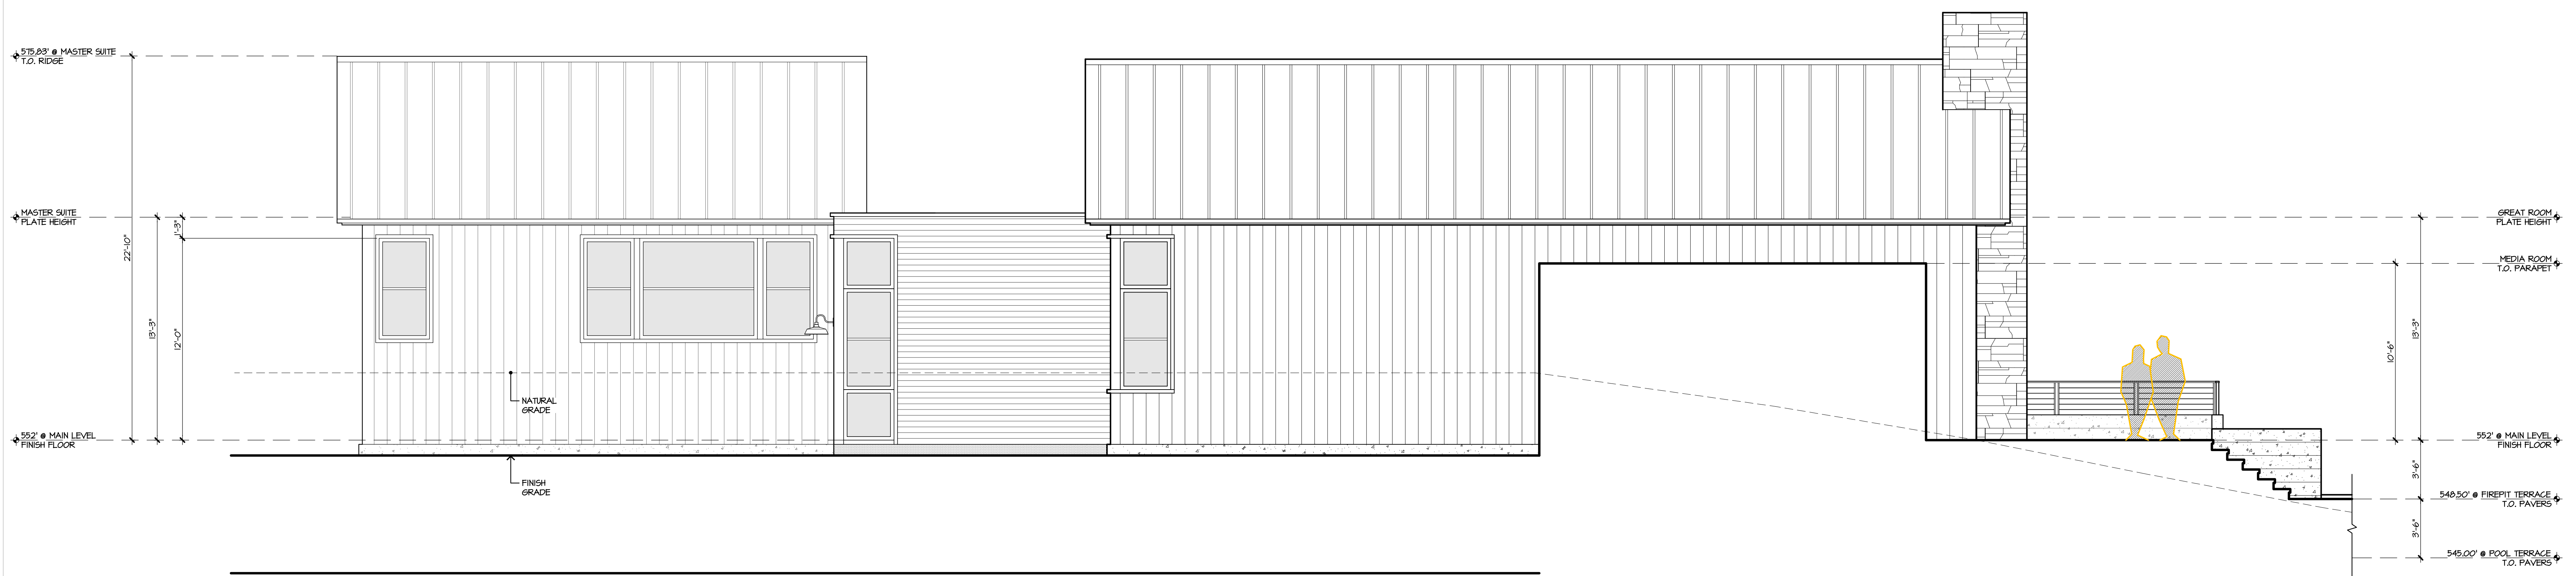 575.83' @ MASTER SUITE
T.O. RIDGE
MASTER SUITE
PLATE HEIGHT
1'-3"
22'-10"
13'-3"
12'-0"
NATURAL
GRADE
552' @ MAIN LEVEL
FINISH FLOOR
FINISH
GRADE
GREAT ROOM
PLATE HEIGHT
MEDIA ROOM
T.O. PARAPET
13'-3"
10'-6"
552' @ MAIN LEVEL
FINISH FLOOR
3'-6"
548.50' @ FIREPIT TERRACE
T.O. PAVERS
3'-6"
545.00' @ POOL TERRACE
T.O. PAVERS